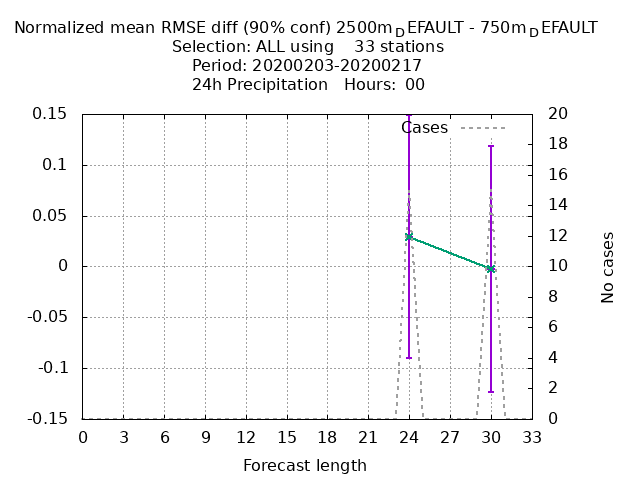 Normalized mean RMSE diff (90% conf) 2500m_DEFAULT - 750m_DEFAULT
Selection: ALL using 33 stations
Period: 20200203-20200217
24h Precipitation Hours: 00
Cases
0.15
0.1
0.05
0
-0.05
-0.1
-0.15
20
18
16
14
12
10
8
6
4
2
0
No cases
0 3 6 9 12 15 18 21 24 27 30 33
Forecast length